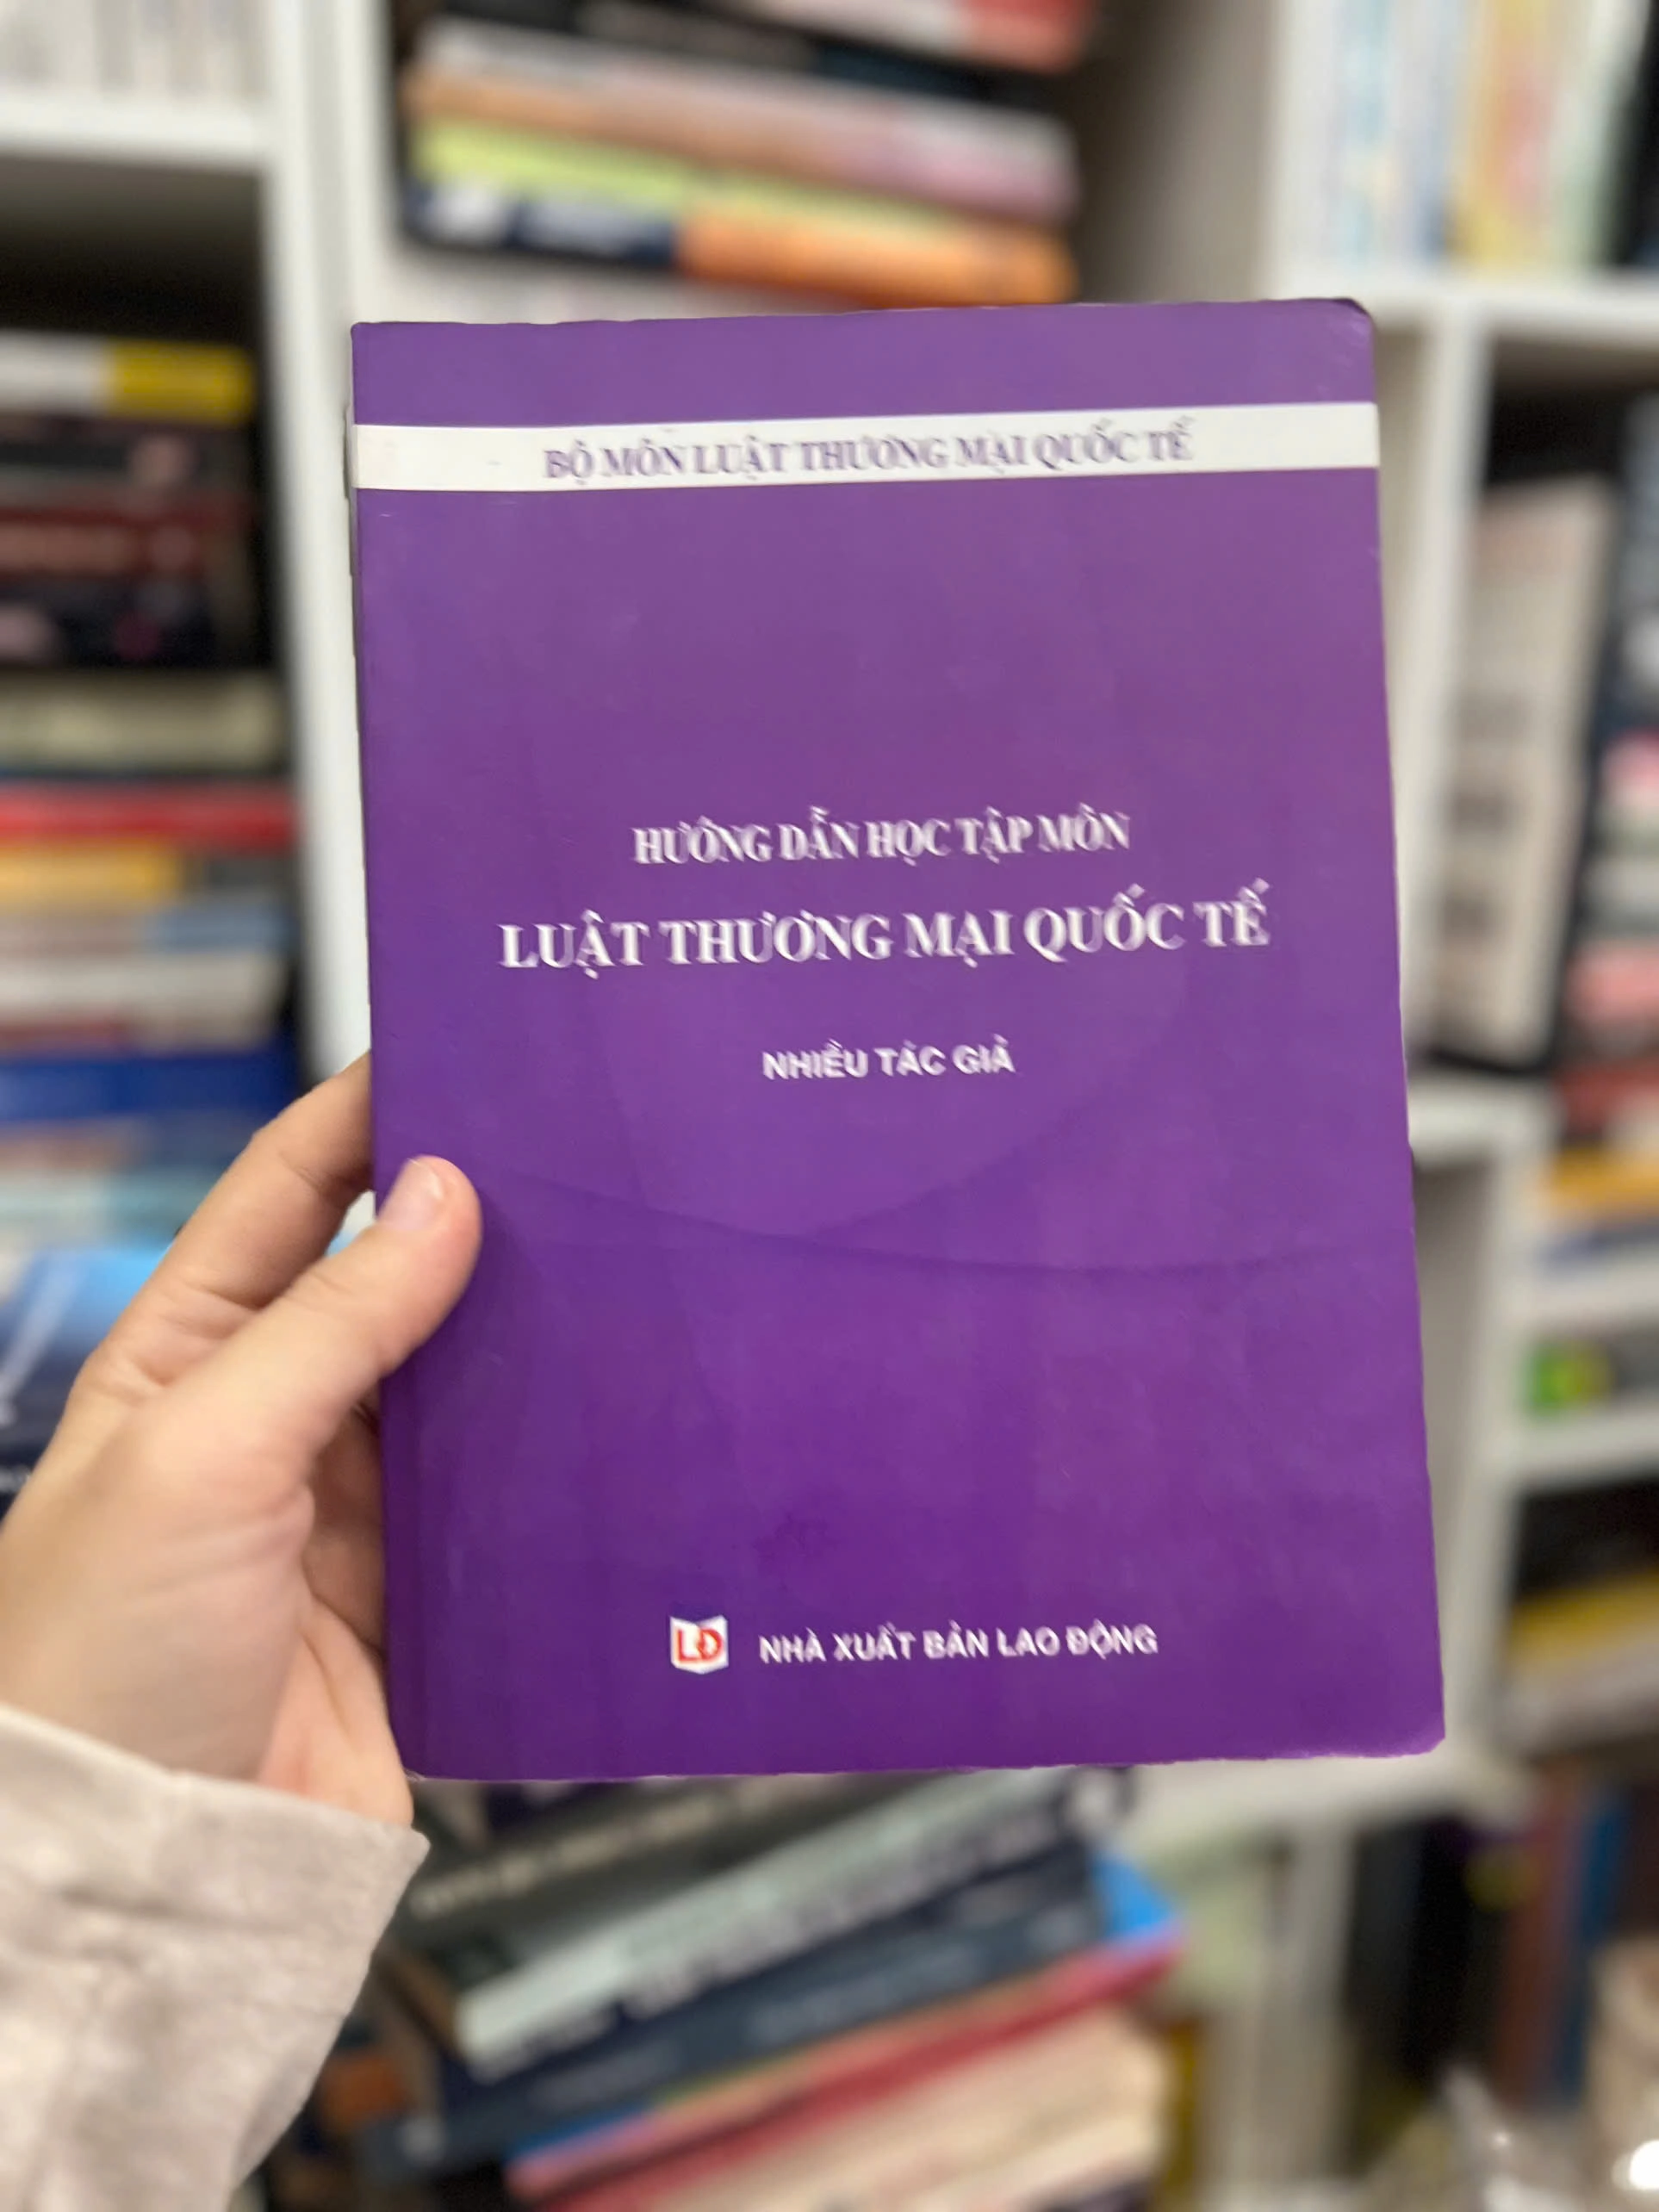 BỘ MÔN LUẬT THƯƠNG MẠI QUỐC TẾ
HƯỚNG DẪN HỌC TẬP MÔN
LUẬT THƯƠNG MẠI QUỐC TẾ
NHIỀU TÁC GIẢ
LĐ NHÀ XUẤT BẢN LAO ĐỘNG